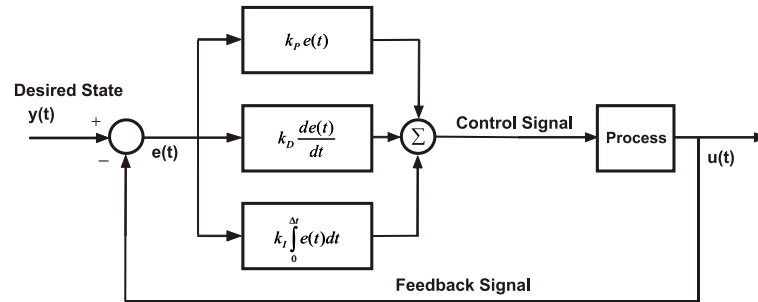 k_P e(t)
Desired State
y(t)
+
−
e(t)
k_D de(t)/dt
Σ
Control Signal
Process
u(t)
k_I ∫_0^Δt e(t)dt
Feedback Signal